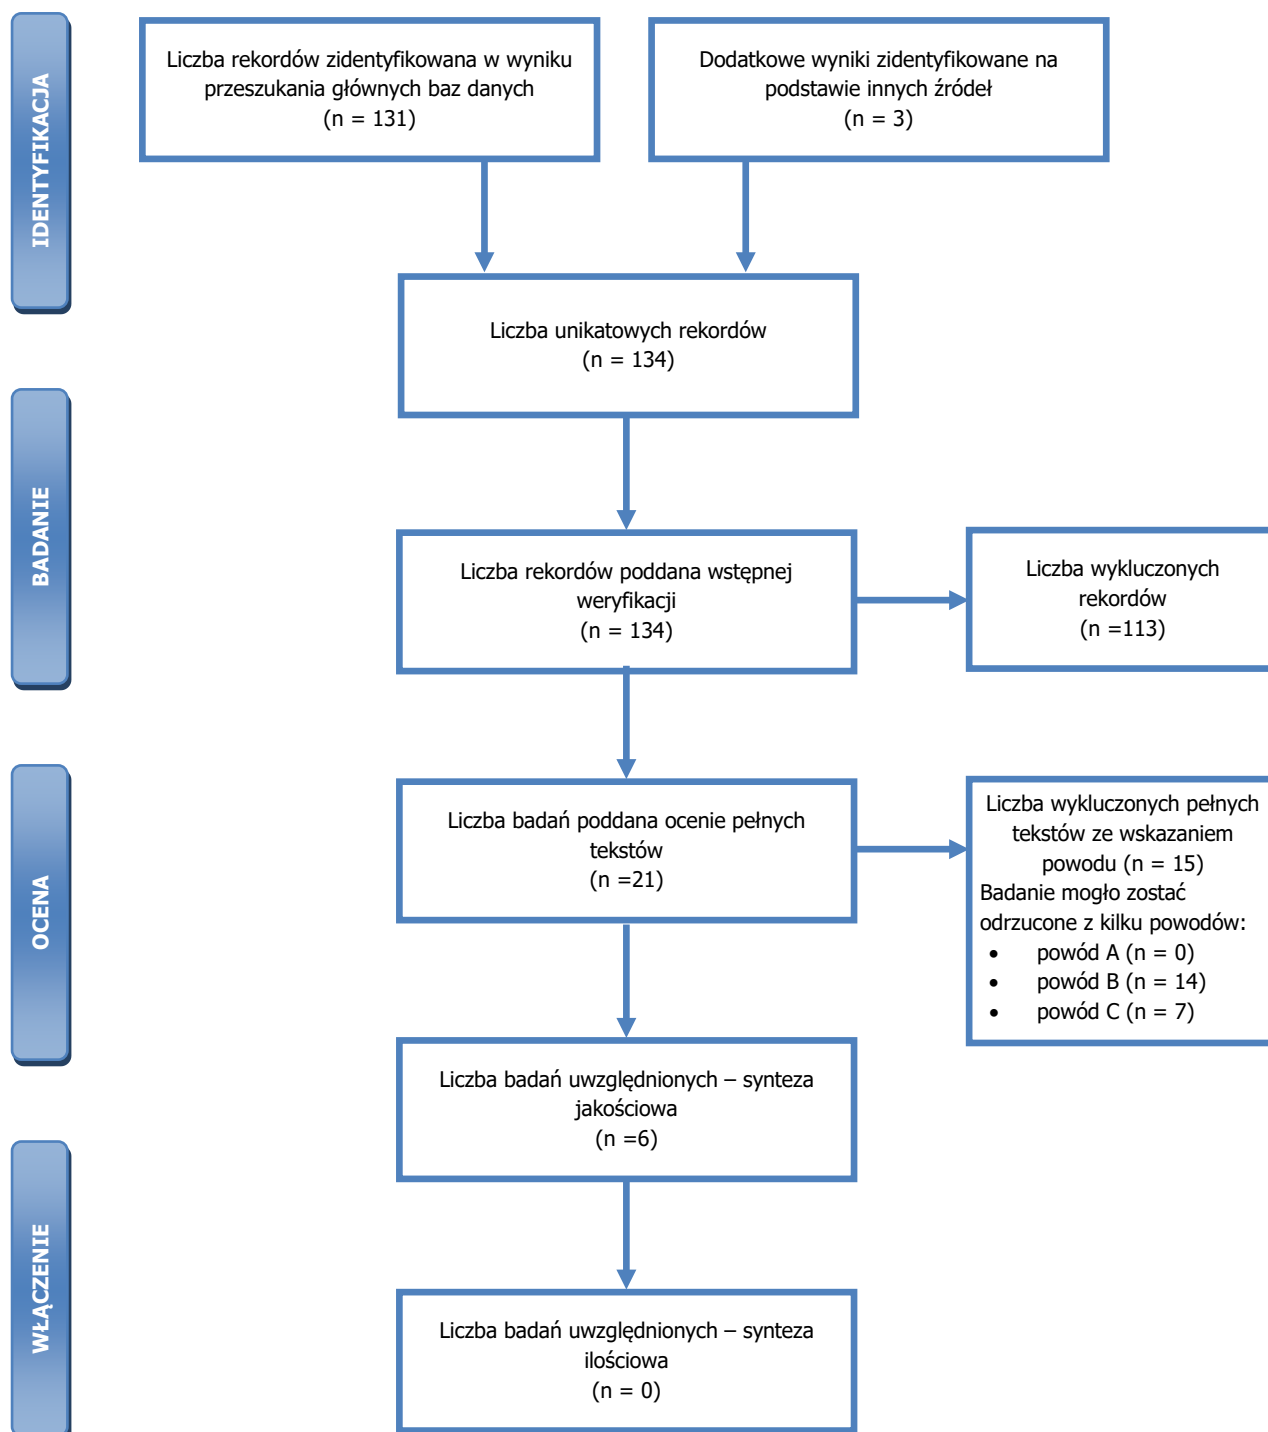 IDENTYFIKACJA
Liczba rekordów zidentyfikowana w wyniku
przeszukania głównych baz danych
(n = 131)
Dodatkowe wyniki zidentyfikowane na
podstawie innych źródeł
(n = 3)
Liczba unikatowych rekordów
(n = 134)
BADANIE
Liczba rekordów poddana wstępnej
weryfikacji
(n = 134)
Liczba wykluczonych
rekordów
(n =113)
OCENA
Liczba badań poddana ocenie pełnych
tekstów
(n =21)
Liczba wykluczonych pełnych
tekstów ze wskazaniem
powodu (n = 15)
Badanie mogło zostać
odrzucone z kilku powodów:
• powód A (n = 0)
• powód B (n = 14)
• powód C (n = 7)
Liczba badań uwzględnionych – synteza
jakościowa
(n =6)
WŁĄCZENIE
Liczba badań uwzględnionych – synteza
ilościowa
(n = 0)